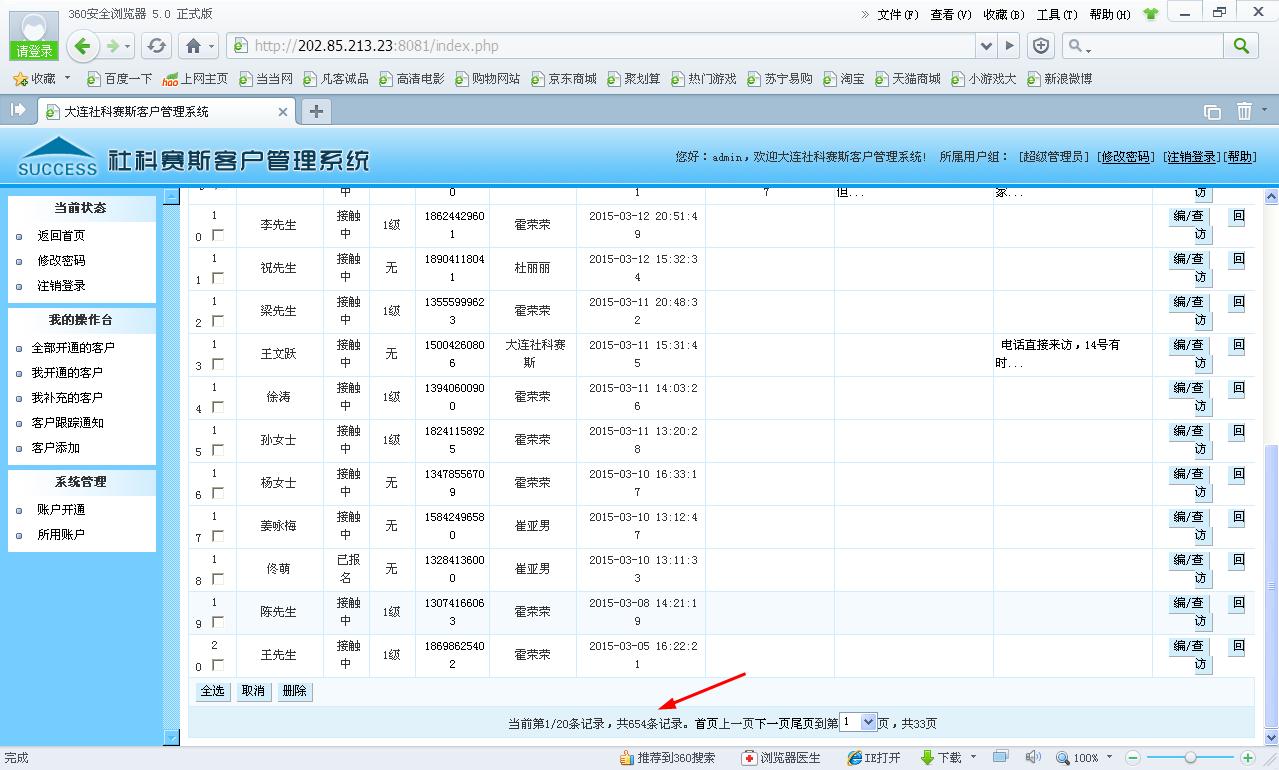 360安全浏览器 5.0 正式版
» 文件(F) 查看(V) 收藏(B) 工具(T) 帮助(H)
请登录
http://202.85.213.23:8081/index.php
收藏 百度一下 上网主页 当当网 凡客诚品 高清电影 购物网站 京东商城 聚划算 热门游戏 苏宁易购 淘宝 天猫商城 小游戏大 新浪微博
大连社科赛斯客户管理系统
SUCCESS 社科赛斯客户管理系统
您好：admin，欢迎大连社科赛斯客户管理系统! 所属用户组： [超级管理员] [修改密码] [注销登录][帮助]
当前状态
返回首页
修改密码
注销登录
我的操作台
全部开通的客户
我开通的客户
我补充的客户
客户跟踪通知
客户添加
系统管理
账户开通
所用账户
中 0 1 7 但... 家... 访
10 李先生 接触中 1级 18624429601 霍荣荣 2015-03-12 20:51:49 编/查 回访
11 祝先生 接触中 无 18904118041 杜丽丽 2015-03-12 15:32:34 编/查 回访
12 梁先生 接触中 1级 13555999623 霍荣荣 2015-03-11 20:48:32 编/查 回访
13 王文跃 接触中 无 15004260806 大连社科赛斯 2015-03-11 15:31:45 电话直接来访，14号有时... 编/查 回访
14 徐涛 接触中 1级 13940600900 霍荣荣 2015-03-11 14:03:26 编/查 回访
15 孙女士 接触中 1级 18241158925 霍荣荣 2015-03-11 13:20:28 编/查 回访
16 杨女士 接触中 无 13478556709 霍荣荣 2015-03-10 16:33:17 编/查 回访
17 姜咏梅 接触中 无 15842496580 崔亚男 2015-03-10 13:12:47 编/查 回访
18 佟萌 已报名 无 13284136000 崔亚男 2015-03-10 13:11:33 编/查 回访
19 陈先生 接触中 1级 13074166063 霍荣荣 2015-03-08 14:21:19 编/查 回访
20 王先生 接触中 1级 18698625402 霍荣荣 2015-03-05 16:22:21 编/查 回访
全选 取消 删除
当前第1/20条记录，共654条记录。首页上一页下一页尾页到第 1 页，共33页
完成 推荐到360搜索 浏览器医生 IE打开 下载 100%